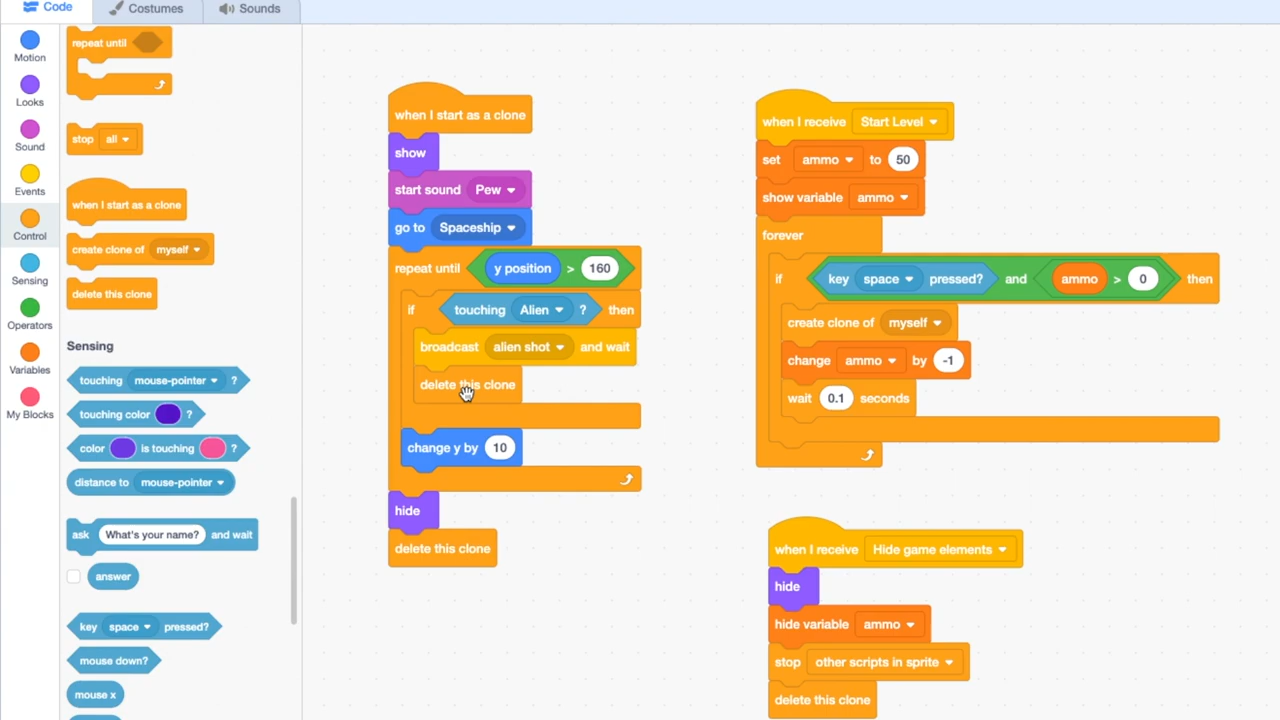 Code
Costumes
Sounds
Motion
Looks
Sound
Events
Control
Sensing
Operators
Variables
My Blocks
repeat until
stop all
when I start as a clone
create clone of myself
delete this clone
Sensing
touching mouse-pointer ?
touching color ?
color is touching ?
distance to mouse-pointer
ask What's your name? and wait
answer
key space pressed?
mouse down?
mouse x
when I start as a clone
show
start sound Pew
go to Spaceship
repeat until y position > 160
if touching Alien ? then
broadcast alien shot and wait
delete this clone
change y by 10
hide
delete this clone
when I receive Start Level
set ammo to 50
show variable ammo
forever
if key space pressed? and ammo > 0 then
create clone of myself
change ammo by -1
wait 0.1 seconds
when I receive Hide game elements
hide
hide variable ammo
stop other scripts in sprite
delete this clone